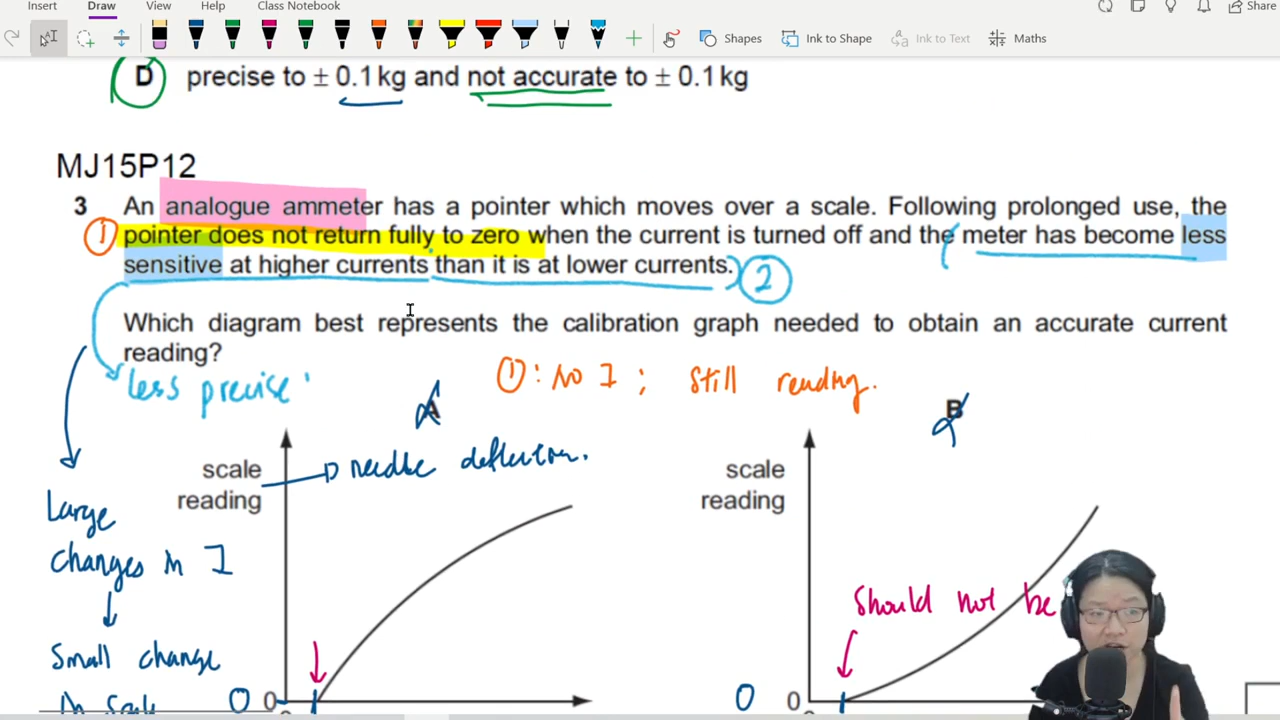 Insert Draw View Help Class Notebook Share
Shapes Ink to Shape Ink to Text Maths
D precise to ± 0.1 kg and not accurate to ± 0.1 kg
MJ15P12
3 An analogue ammeter has a pointer which moves over a scale. Following prolonged use, the
① pointer does not return fully to zero when the current is turned off and the meter has become less
sensitive at higher currents than it is at lower currents. ②
Which diagram best represents the calibration graph needed to obtain an accurate current
reading?
less precise
①: No I ; still reading.
A
B
scale
reading
needle deflection.
scale
reading
Large
changes in I
Should not be
Small change
In scale
0 0
0 0